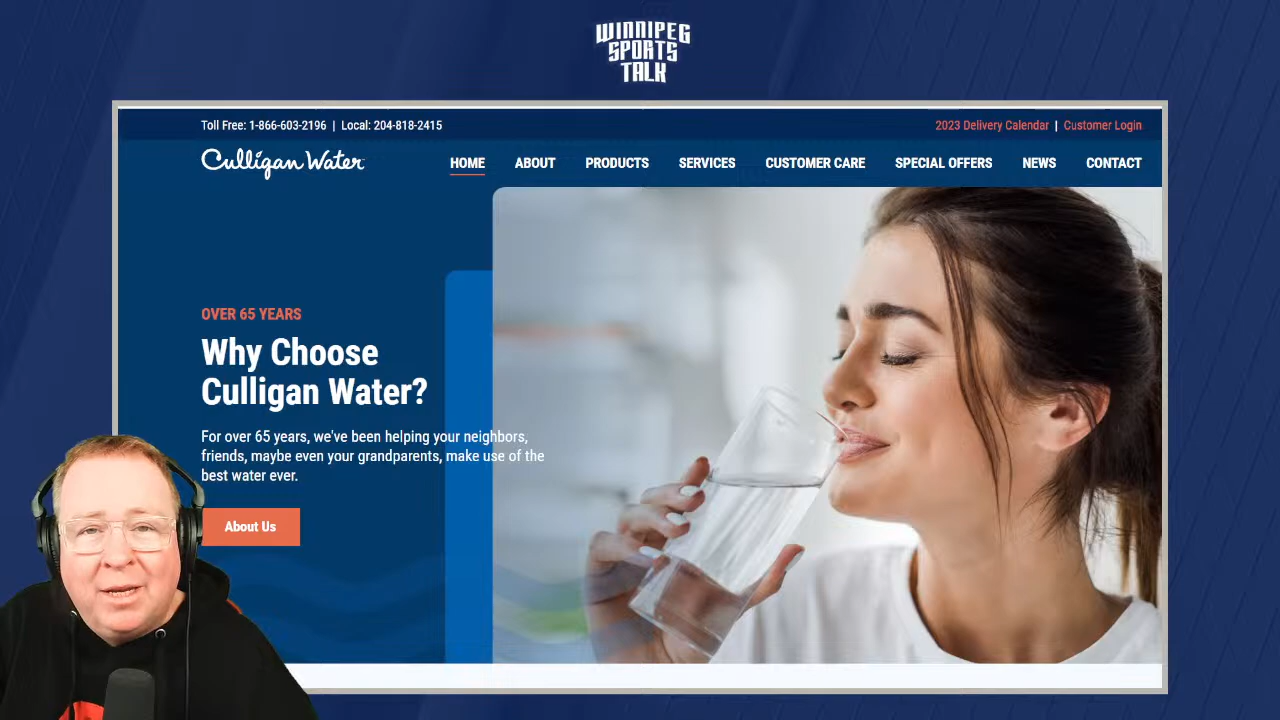 WINNIPEG
SPORTS
TALK
Toll Free: 1-866-603-2196 | Local: 204-818-2415
2023 Delivery Calendar | Customer Login
Culligan Water
HOME ABOUT PRODUCTS SERVICES CUSTOMER CARE SPECIAL OFFERS NEWS CONTACT
OVER 65 YEARS
Why Choose
Culligan Water?
For over 65 years, we've been helping your neighbors,
friends, maybe even your grandparents, make use of the
best water ever.
About Us